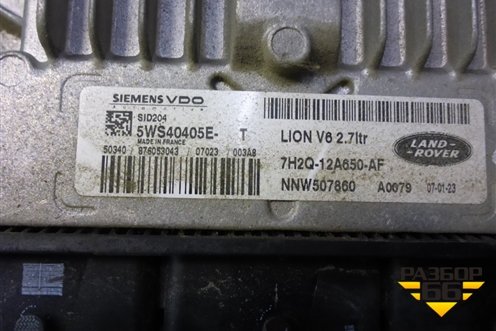 SIEMENS VDO
Automotive
SID204
5WS40405E- T
MADE IN FRANCE
50340 876053043 07023 003A8
LION V6 2.7ltr
7H2Q-12A650-AF
NNW507860 A0079 07-01-23
LAND-
ROVER
РАЗБОР
66